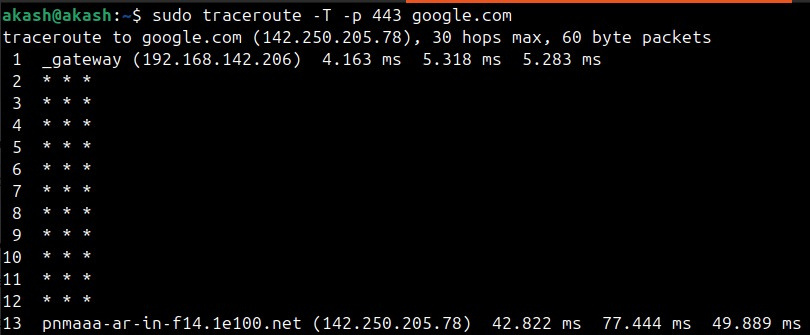 akash@akash:~$ sudo traceroute -T -p 443 google.com
traceroute to google.com (142.250.205.78), 30 hops max, 60 byte packets
1 _gateway (192.168.142.206) 4.163 ms 5.318 ms 5.283 ms
2 * * *
3 * * *
4 * * *
5 * * *
6 * * *
7 * * *
8 * * *
9 * * *
10 * * *
11 * * *
12 * * *
13 pnmaaa-ar-in-f14.1e100.net (142.250.205.78) 42.822 ms 77.444 ms 49.889 ms